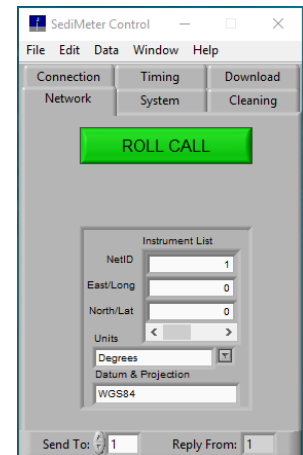 SediMeter Control
File Edit Data Window Help
Connection Timing Download
Network System Cleaning
ROLL CALL
Instrument List
NetID 1
East/Long 0
North/Lat 0
Units
Degrees
Datum & Projection
WGS84
Send To: 1 Reply From: 1